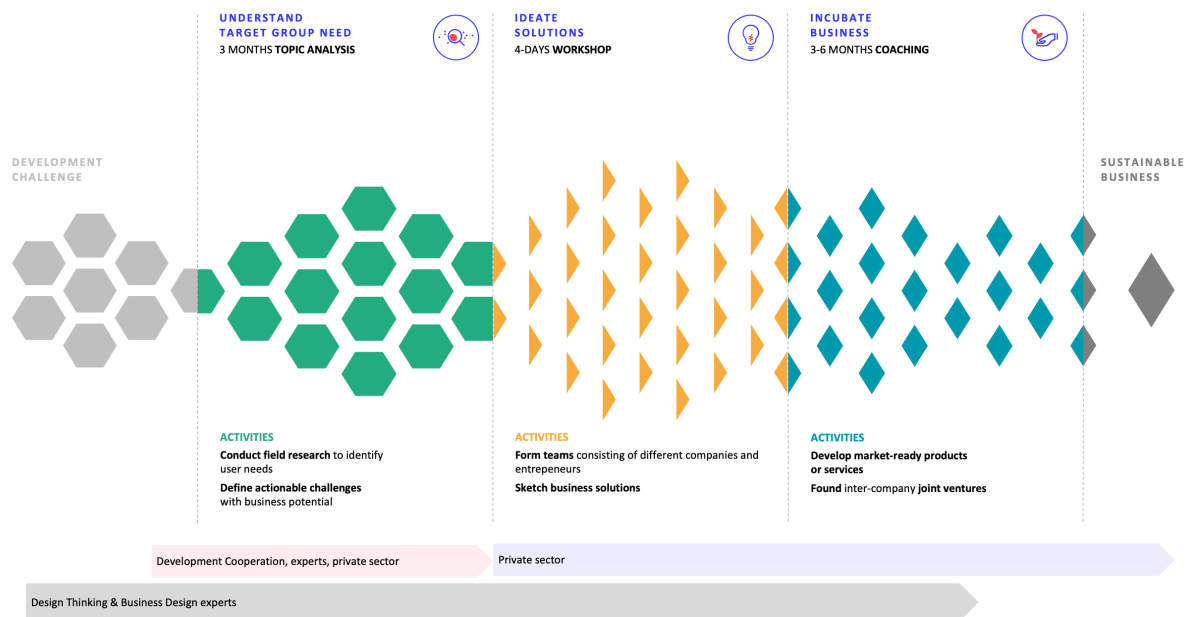 UNDERSTAND
TARGET GROUP NEED
3 MONTHS TOPIC ANALYSIS
IDEATE
SOLUTIONS
4-DAYS WORKSHOP
INCUBATE
BUSINESS
3-6 MONTHS COACHING
DEVELOPMENT
CHALLENGE
SUSTAINABLE
BUSINESS
ACTIVITIES
Conduct field research to identify
user needs
Define actionable challenges
with business potential
ACTIVITIES
Form teams consisting of different companies and
entrepeneurs
Sketch business solutions
ACTIVITIES
Develop market-ready products
or services
Found inter-company joint ventures
Development Cooperation, experts, private sector
Private sector
Design Thinking & Business Design experts